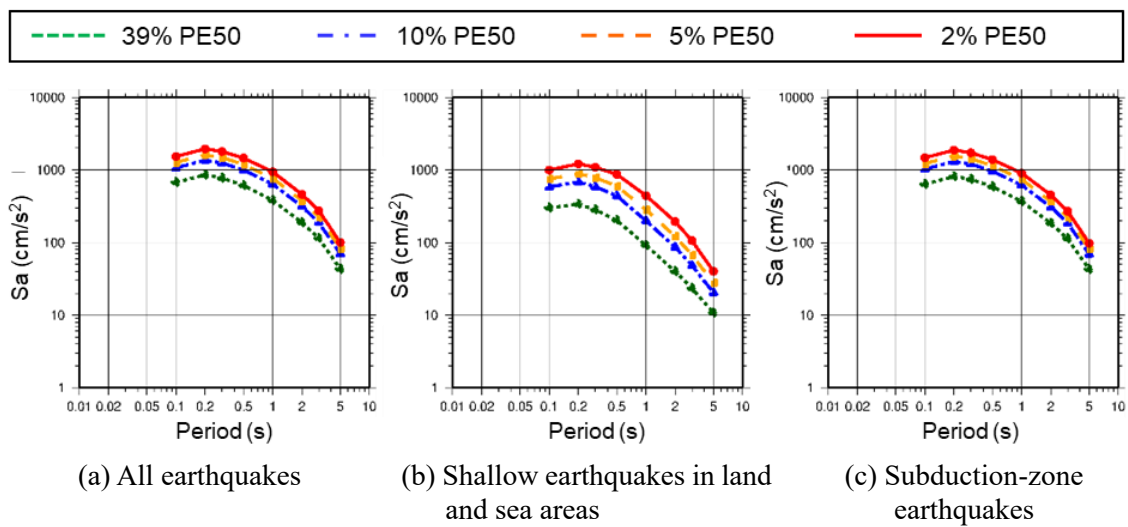 39% PE50 10% PE50 5% PE50 2% PE50
10000 10000 10000
1000 1000 1000
100 100 100
10 10 10
1 1 1
Sa (cm/s²) Sa (cm/s²) Sa (cm/s²)
0.01 0.02 0.05 0.1 0.2 0.5 1 2 5 10 0.01 0.02 0.05 0.1 0.2 0.5 1 2 5 10 0.01 0.02 0.05 0.1 0.2 0.5 1 2 5 10
Period (s) Period (s) Period (s)
(a) All earthquakes
(b) Shallow earthquakes in land
and sea areas
(c) Subduction-zone
earthquakes